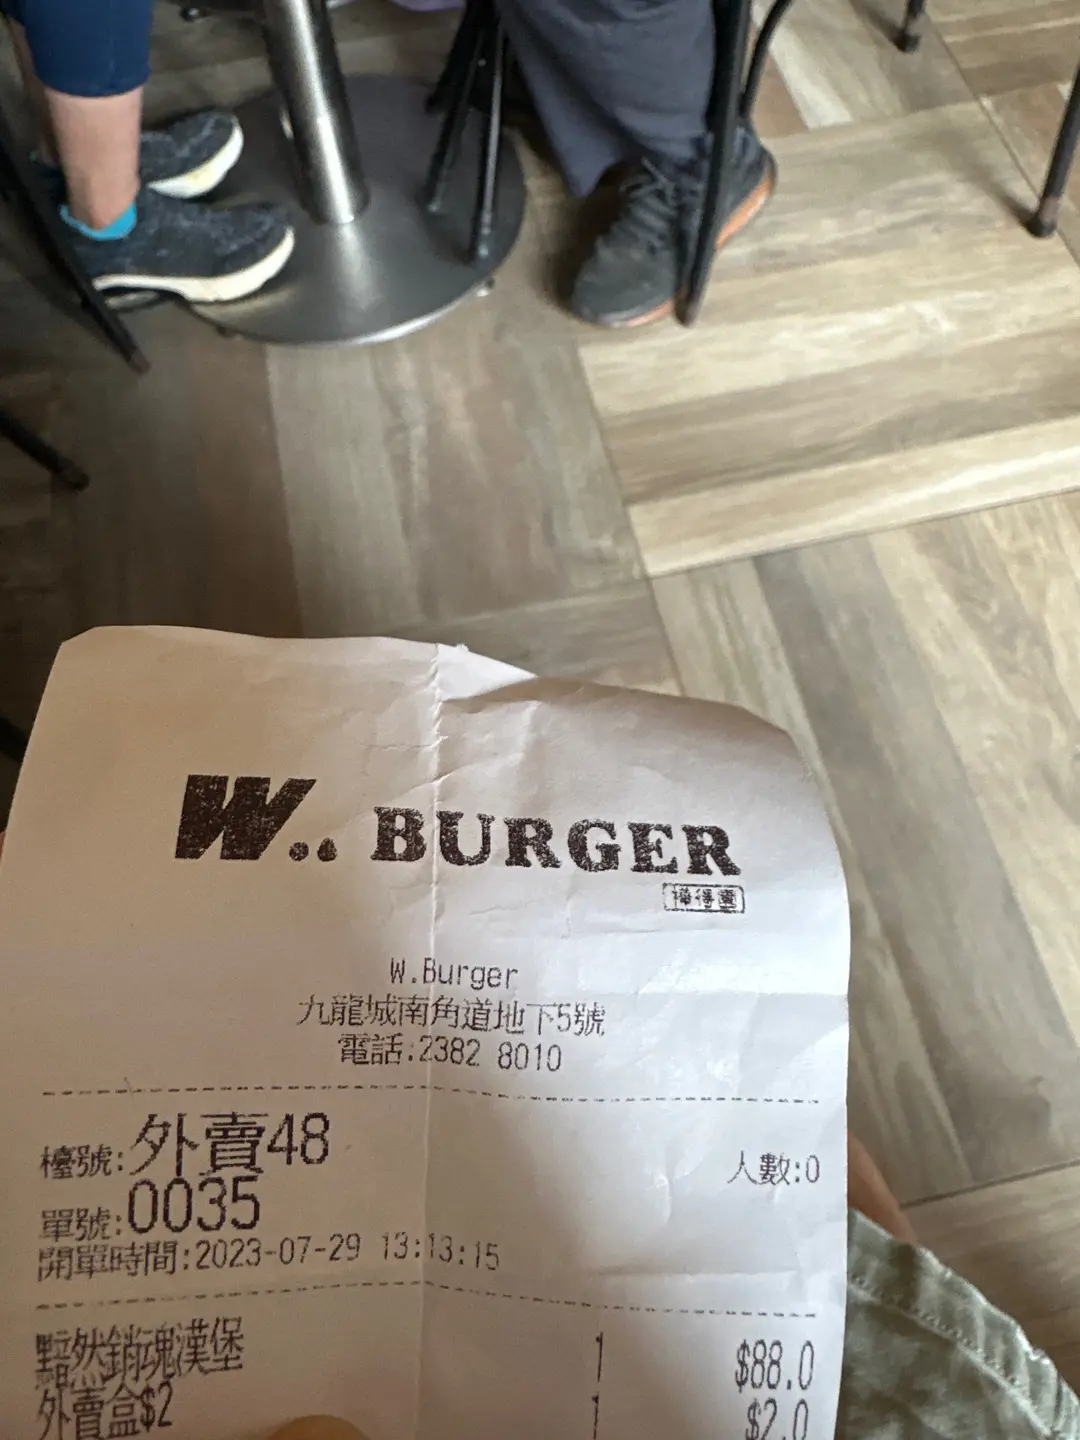 W.. BURGER
W.Burger
九龍城南角道地下5號
電話:2382 8010
檯號:外賣48
人數:0
單號:0035
開單時間:2023-07-29 13:13:15
黯然銷魂漢堡 1 $88.0
外賣盒$2 1 $2.0